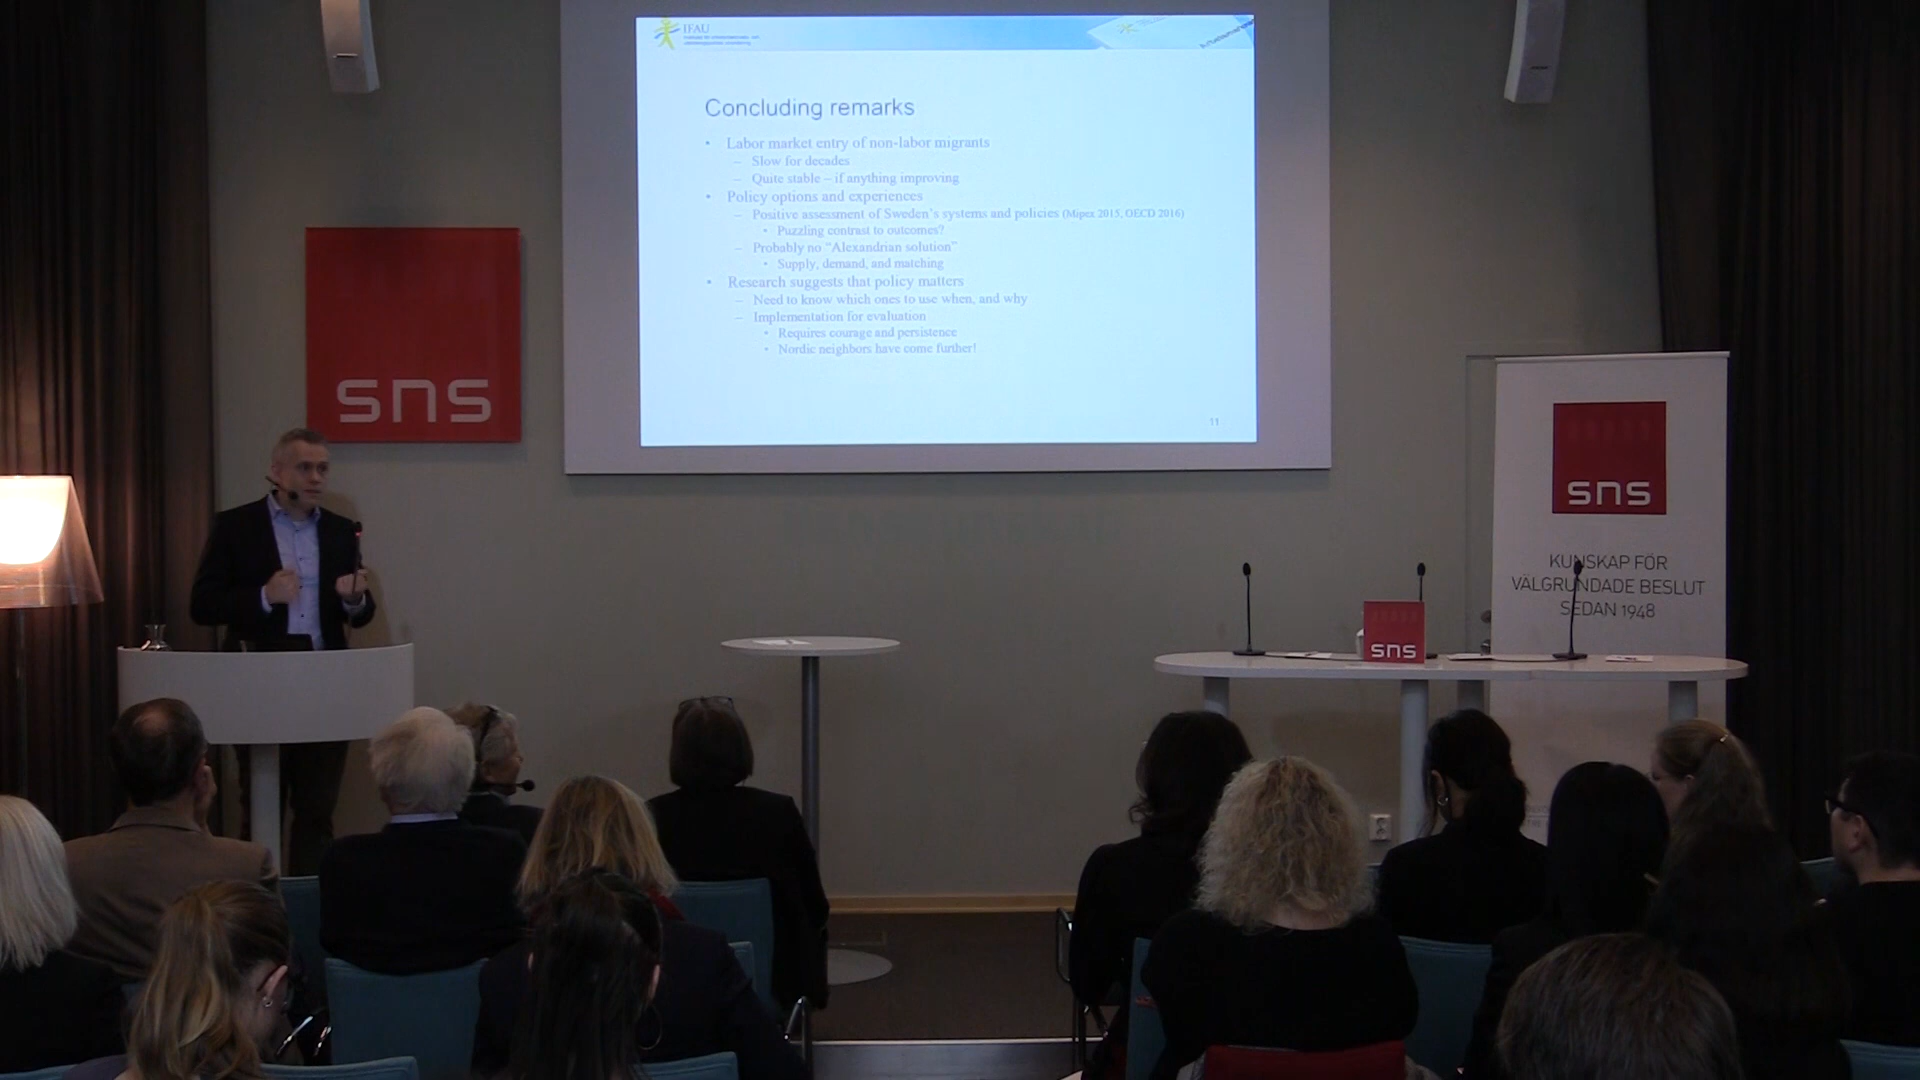 IFAU
Concluding remarks
• Labor market entry of non-labor migrants
– Slow for decades
– Quite stable – if anything improving
• Policy options and experiences
– Positive assessment of Sweden's systems and policies (Mipex 2015, OECD 2016)
• Puzzling contrast to outcomes?
– Probably no "Alexandrian solution"
• Supply, demand, and matching
• Research suggests that policy matters
– Need to know which ones to use when, and why
– Implementation for evaluation
• Requires courage and persistence
• Nordic neighbors have come further!
11
sns
sns
KUNSKAP FÖR
VÄLGRUNDADE BESLUT
SEDAN 1948
sns